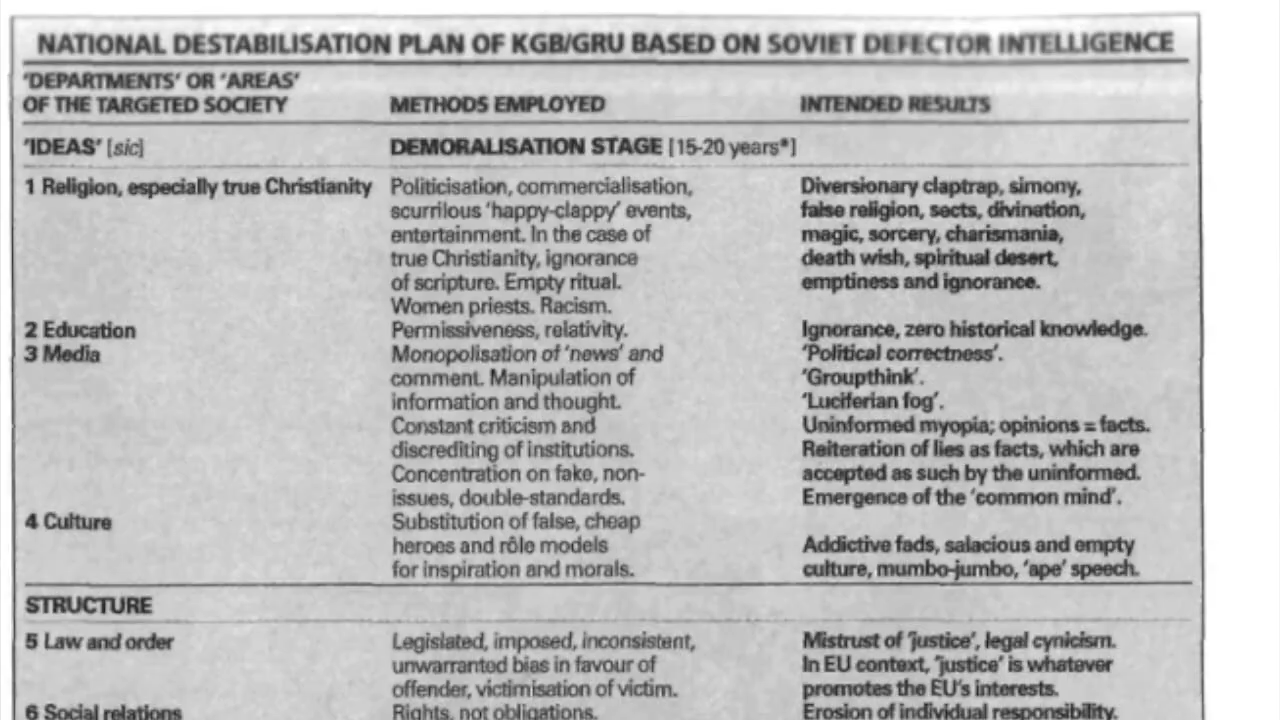 NATIONAL DESTABILISATION PLAN OF KGB/GRU BASED ON SOVIET DEFECTOR INTELLIGENCE
'DEPARTMENTS' OR 'AREAS'
OF THE TARGETED SOCIETY METHODS EMPLOYED INTENDED RESULTS
'IDEAS' [sic] DEMORALISATION STAGE [15-20 years*]
1 Religion, especially true Christianity Politicisation, commercialisation, Diversionary claptrap, simony,
scurrilous 'happy-clappy' events, false religion, sects, divination,
entertainment. In the case of magic, sorcery, charismania,
true Christianity, ignorance death wish, spiritual desert,
of scripture. Empty ritual. emptiness and ignorance.
Women priests. Racism.
2 Education Permissiveness, relativity. Ignorance, zero historical knowledge.
3 Media Monopolisation of 'news' and 'Political correctness'.
comment. Manipulation of 'Groupthink'.
information and thought. 'Luciferian fog'.
Constant criticism and Uninformed myopia; opinions = facts.
discrediting of institutions. Reiteration of lies as facts, which are
Concentration on fake, non- accepted as such by the uninformed.
issues, double-standards. Emergence of the 'common mind'.
4 Culture Substitution of false, cheap
heroes and rôle models Addictive fads, salacious and empty
for inspiration and morals. culture, mumbo-jumbo, 'ape' speech.
STRUCTURE
5 Law and order Legislated, imposed, inconsistent, Mistrust of 'justice', legal cynicism.
unwarranted bias in favour of In EU context, 'justice' is whatever
offender, victimisation of victim. promotes the EU's interests.
6 Social relations Rights, not obligations. Erosion of individual responsibility.